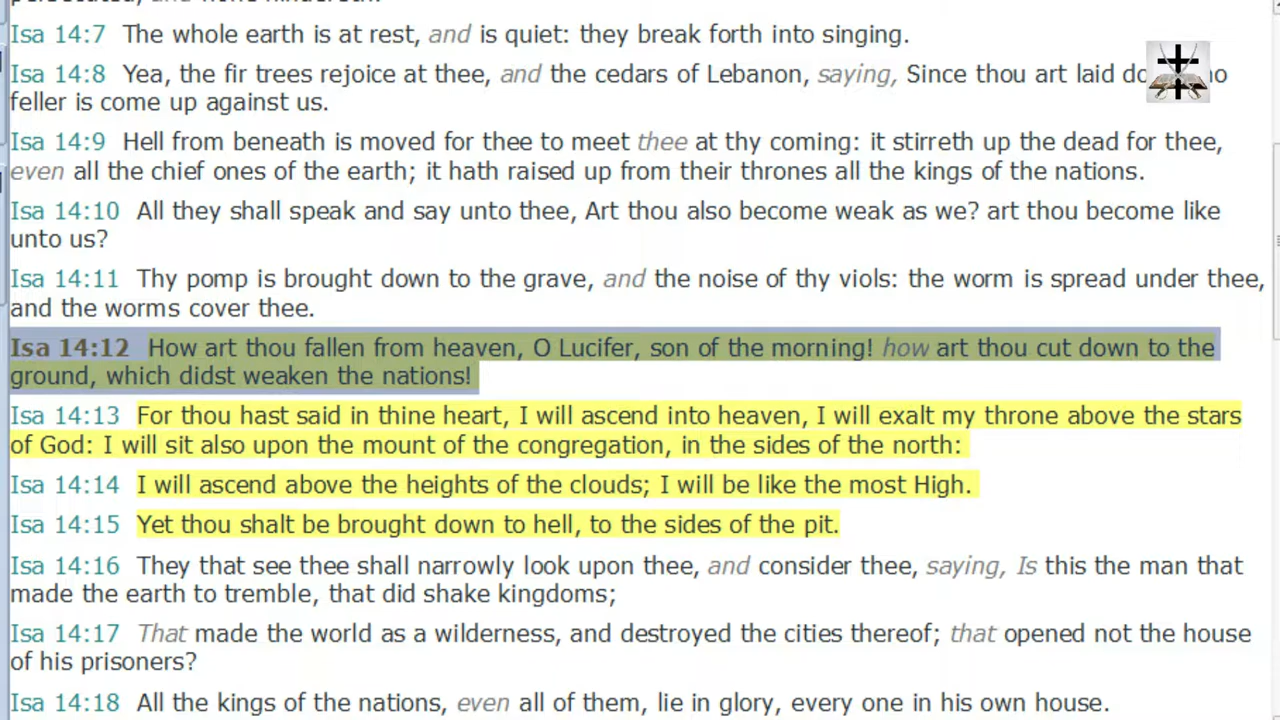 Isa 14:7 The whole earth is at rest, and is quiet: they break forth into singing.
Isa 14:8 Yea, the fir trees rejoice at thee, and the cedars of Lebanon, saying, Since thou art laid
feller is come up against us.
Isa 14:9 Hell from beneath is moved for thee to meet thee at thy coming: it stirreth up the dead for thee,
even all the chief ones of the earth; it hath raised up from their thrones all the kings of the nations.
Isa 14:10 All they shall speak and say unto thee, Art thou also become weak as we? art thou become like
unto us?
Isa 14:11 Thy pomp is brought down to the grave, and the noise of thy viols: the worm is spread under thee,
and the worms cover thee.
Isa 14:12 How art thou fallen from heaven, O Lucifer, son of the morning! how art thou cut down to the
ground, which didst weaken the nations!
Isa 14:13 For thou hast said in thine heart, I will ascend into heaven, I will exalt my throne above the stars
of God: I will sit also upon the mount of the congregation, in the sides of the north:
Isa 14:14 I will ascend above the heights of the clouds; I will be like the most High.
Isa 14:15 Yet thou shalt be brought down to hell, to the sides of the pit.
Isa 14:16 They that see thee shall narrowly look upon thee, and consider thee, saying, Is this the man that
made the earth to tremble, that did shake kingdoms;
Isa 14:17 That made the world as a wilderness, and destroyed the cities thereof; that opened not the house
of his prisoners?
Isa 14:18 All the kings of the nations, even all of them, lie in glory, every one in his own house.